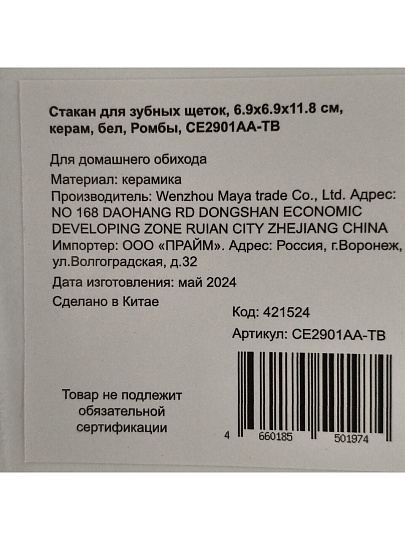 Стакан для зубных щеток, 6.9х6.9х11.8 см,
керам, бел, Ромбы, CE2901AA-TB
Для домашнего обихода
Материал: керамика
Производитель: Wenzhou Maya trade Co., Ltd. Адрес:
NO 168 DAOHANG RD DONGSHAN ECONOMIC
DEVELOPING ZONE RUIAN CITY ZHEJIANG CHINA
Импортер: ООО «ПРАЙМ». Адрес: Россия, г.Воронеж,
ул.Волгоградская, д.32
Дата изготовления: май 2024
Сделано в Китае
Код: 421524
Артикул: CE2901AA-TB
Товар не подлежит
обязательной
сертификации
4 660185 501974